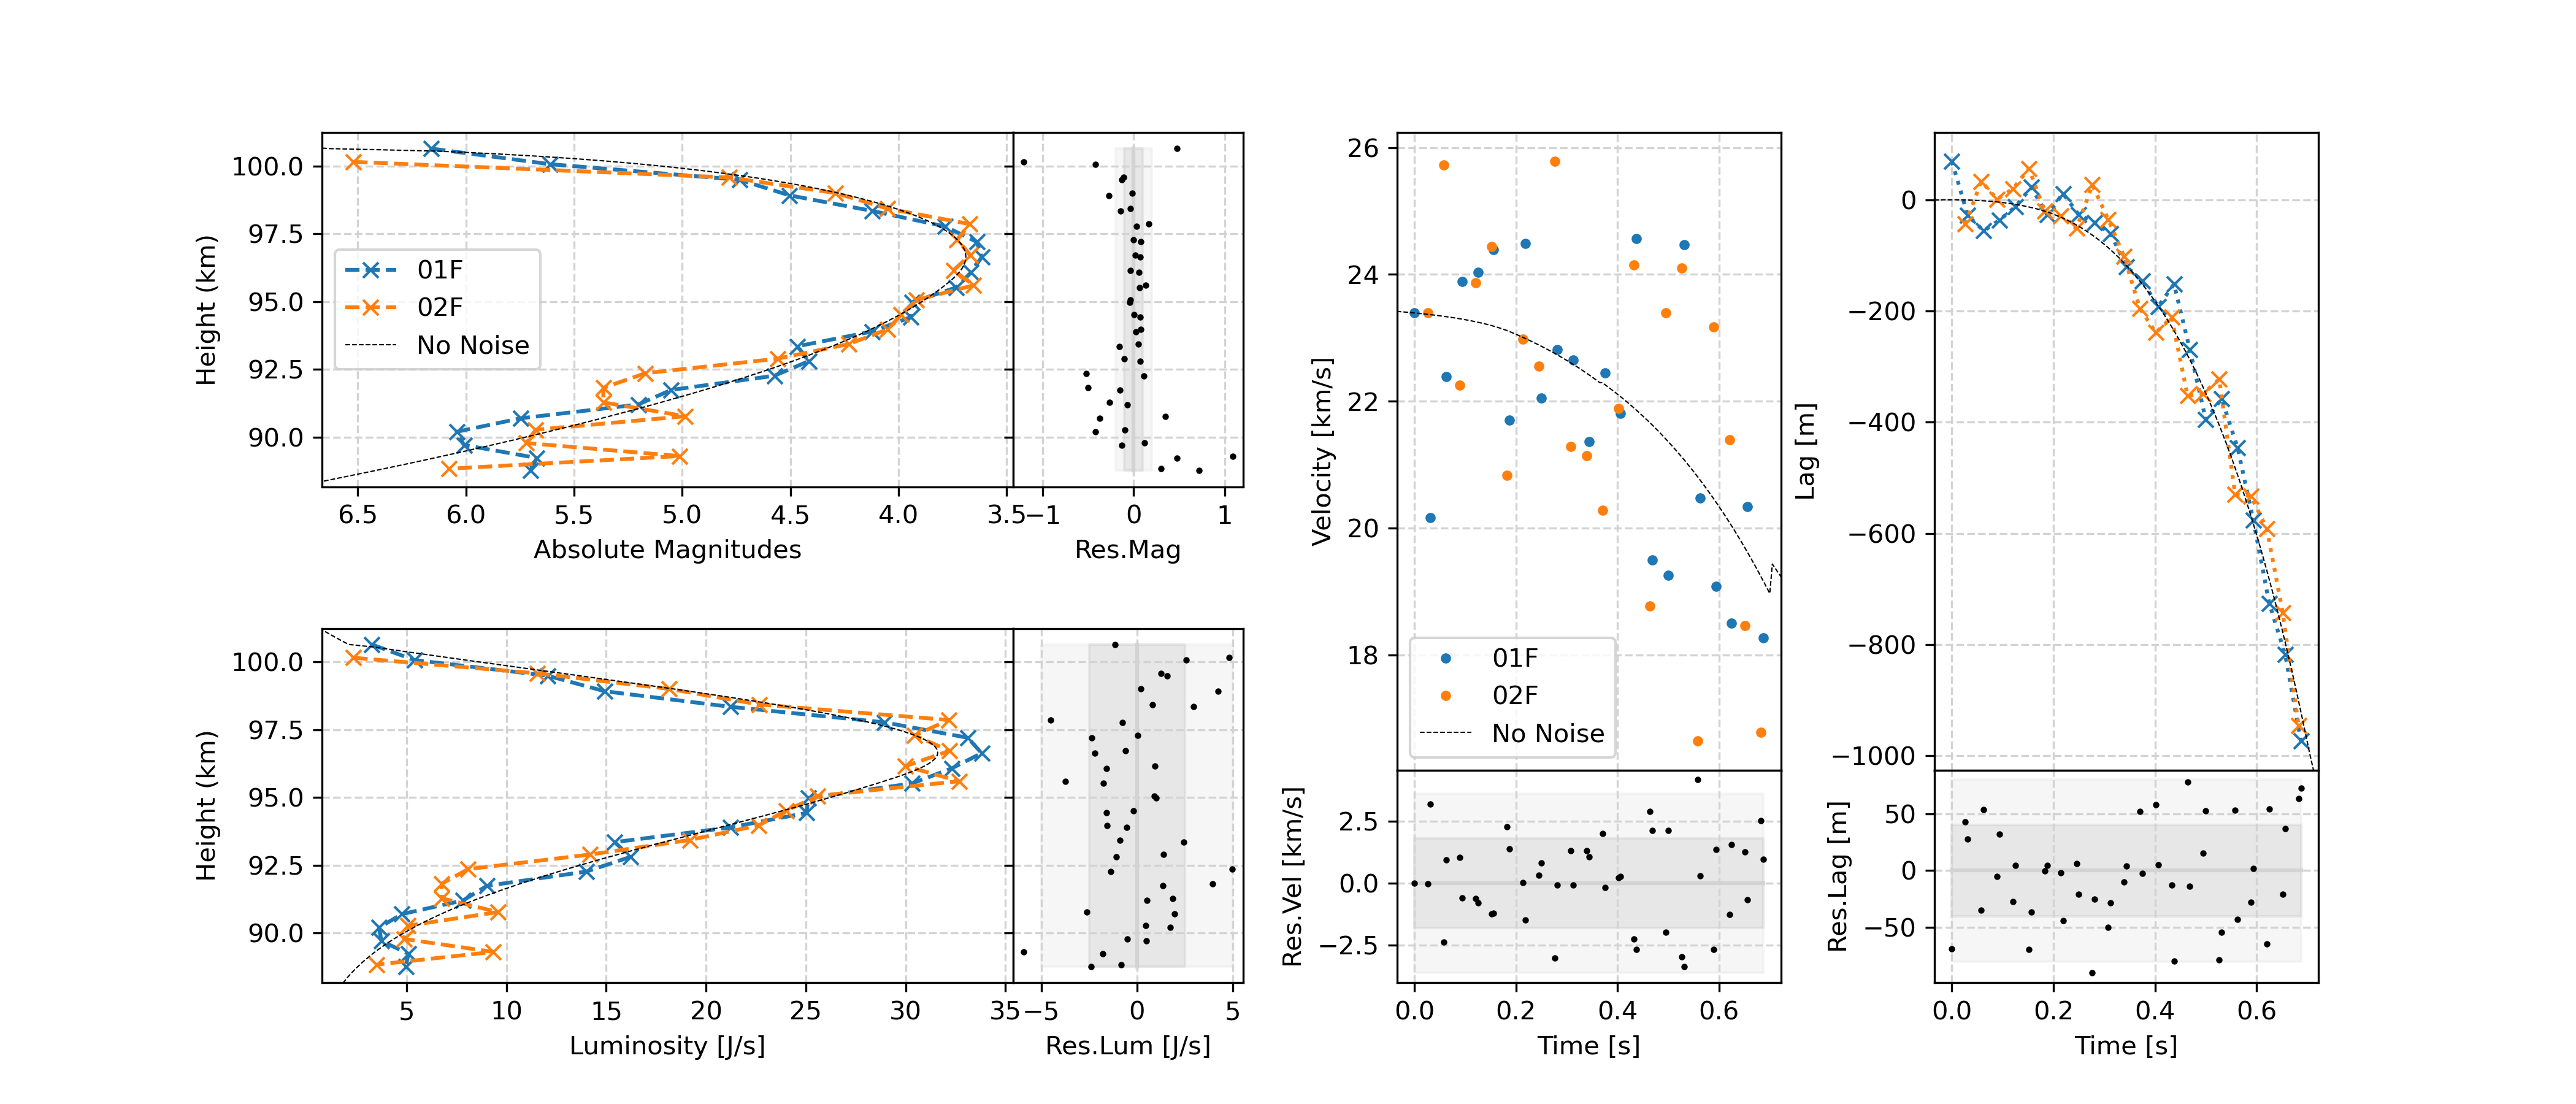 100.0
97.5
95.0
92.5
90.0
Height (km)
01F
02F
No Noise
6.5 6.0 5.5 5.0 4.5 4.0 3.5
Absolute Magnitudes
−1 0 1
Res.Mag
100.0
97.5
95.0
92.5
90.0
Height (km)
5 10 15 20 25 30 35
Luminosity [J/s]
−5 0 5
Res.Lum [J/s]
26
24
22
20
18
Velocity [km/s]
01F
02F
No Noise
2.5
0.0
−2.5
Res.Vel [km/s]
0.0 0.2 0.4 0.6
Time [s]
0
−200
−400
−600
−800
−1000
Lag [m]
50
0
−50
Res.Lag [m]
0.0 0.2 0.4 0.6
Time [s]